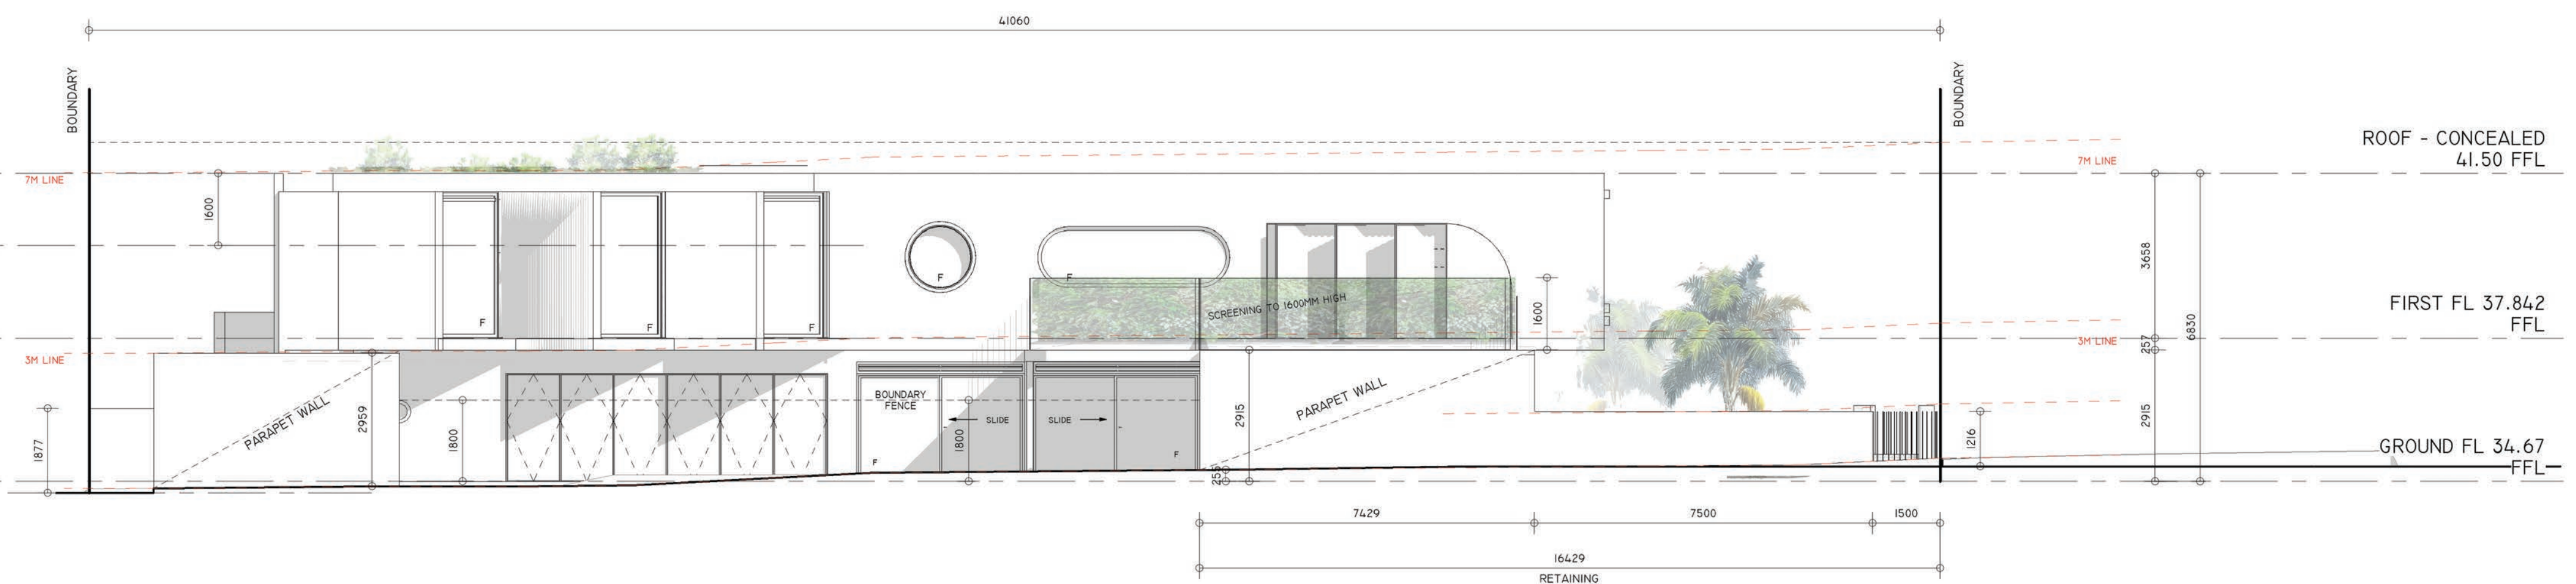 41060
BOUNDARY
BOUNDARY
ROOF - CONCEALED
41.50 FFL
7M LINE
7M LINE
1600
F
F
F
F
F
SCREENING TO 1600MM HIGH
1600
3658
6830
FIRST FL 37.842
FFL
3M LINE
3M LINE
257
PARAPET WALL
2959
1877
1800
BOUNDARY
FENCE
SLIDE
SLIDE
1800
F
F
2915
255
PARAPET WALL
1216
2915
GROUND FL 34.67
FFL
7429
7500
1500
16429
RETAINING